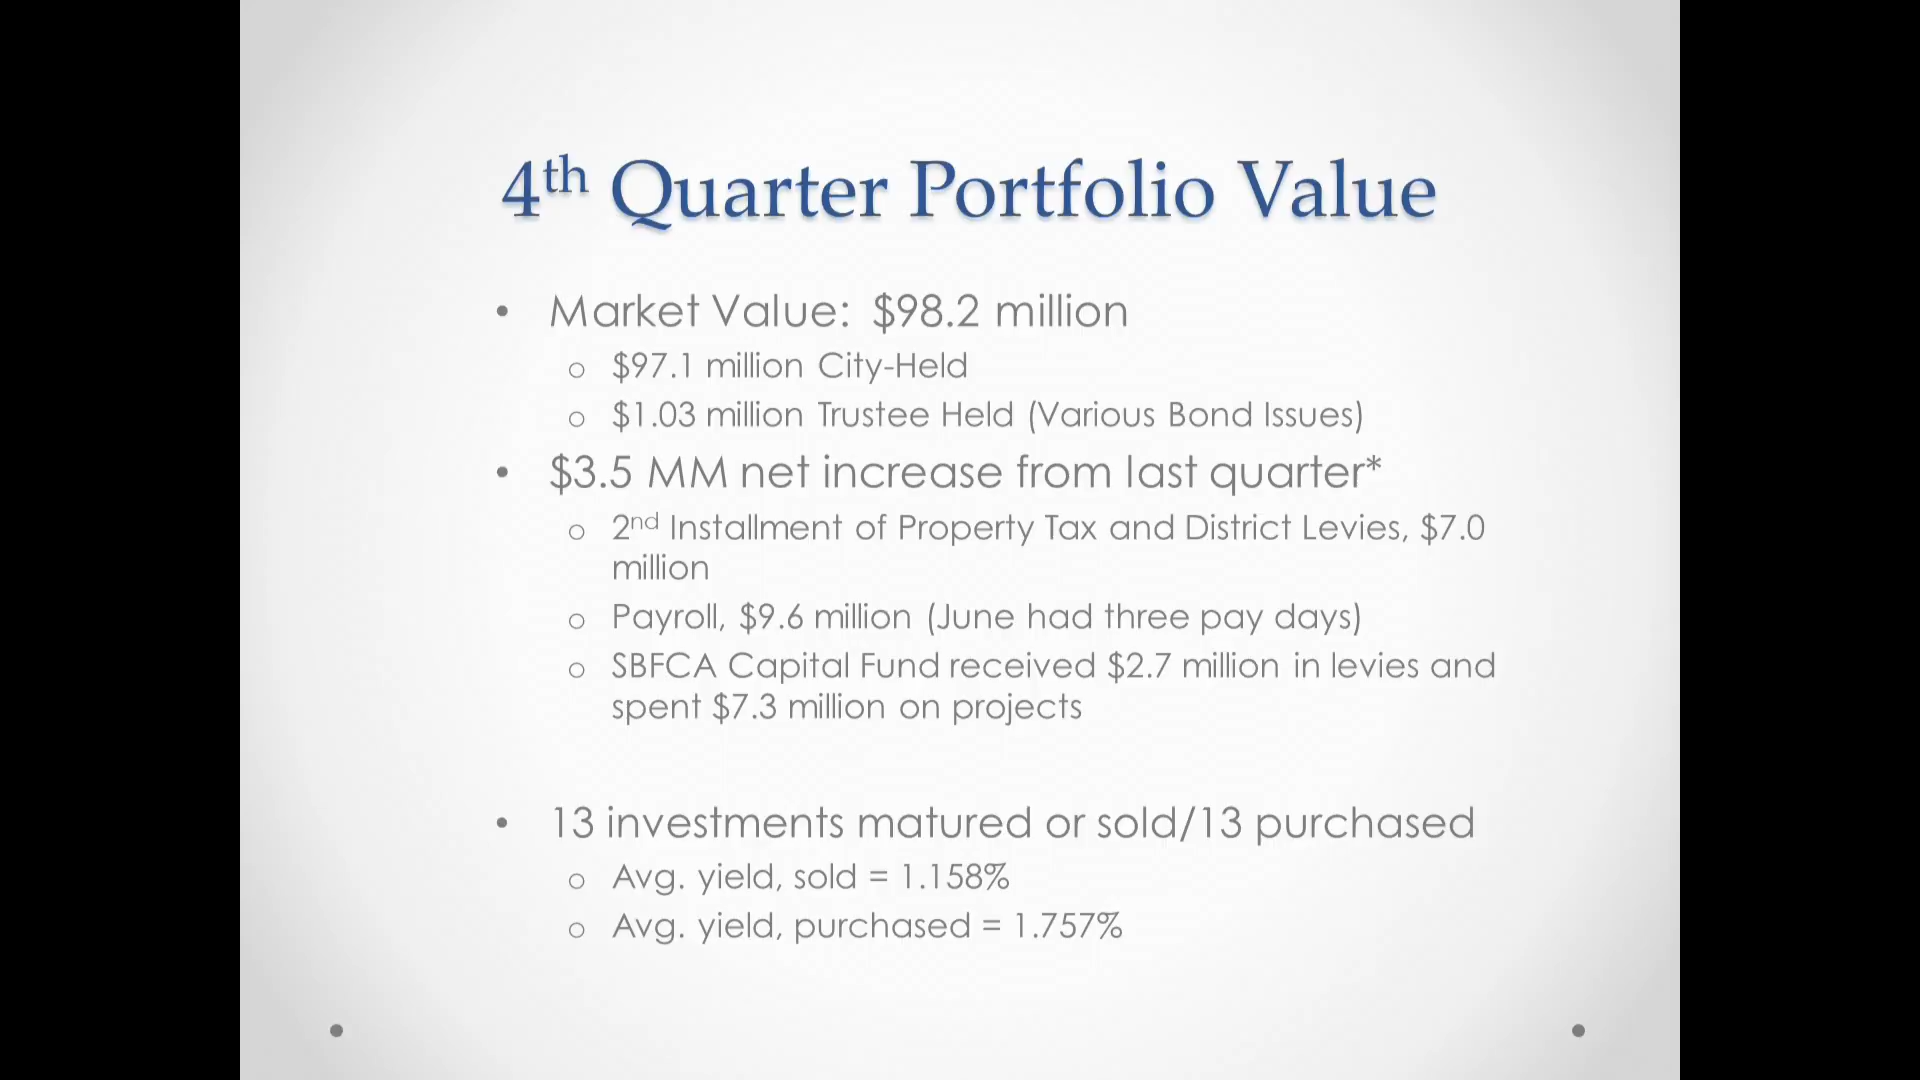 4th Quarter Portfolio Value
• Market Value: $98.2 million
o $97.1 million City-Held
o $1.03 million Trustee Held (Various Bond Issues)
• $3.5 MM net increase from last quarter*
o 2nd Installment of Property Tax and District Levies, $7.0
million
o Payroll, $9.6 million (June had three pay days)
o SBFCA Capital Fund received $2.7 million in levies and
spent $7.3 million on projects
• 13 investments matured or sold/13 purchased
o Avg. yield, sold = 1.158%
o Avg. yield, purchased = 1.757%